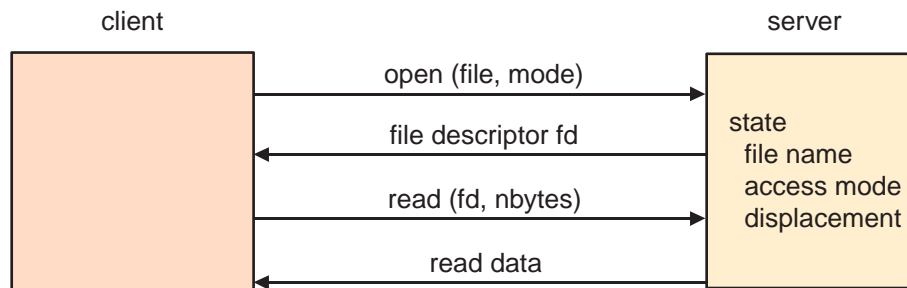 client
server
open (file, mode)
file descriptor fd
read (fd, nbytes)
read data
state
file name
access mode
displacement